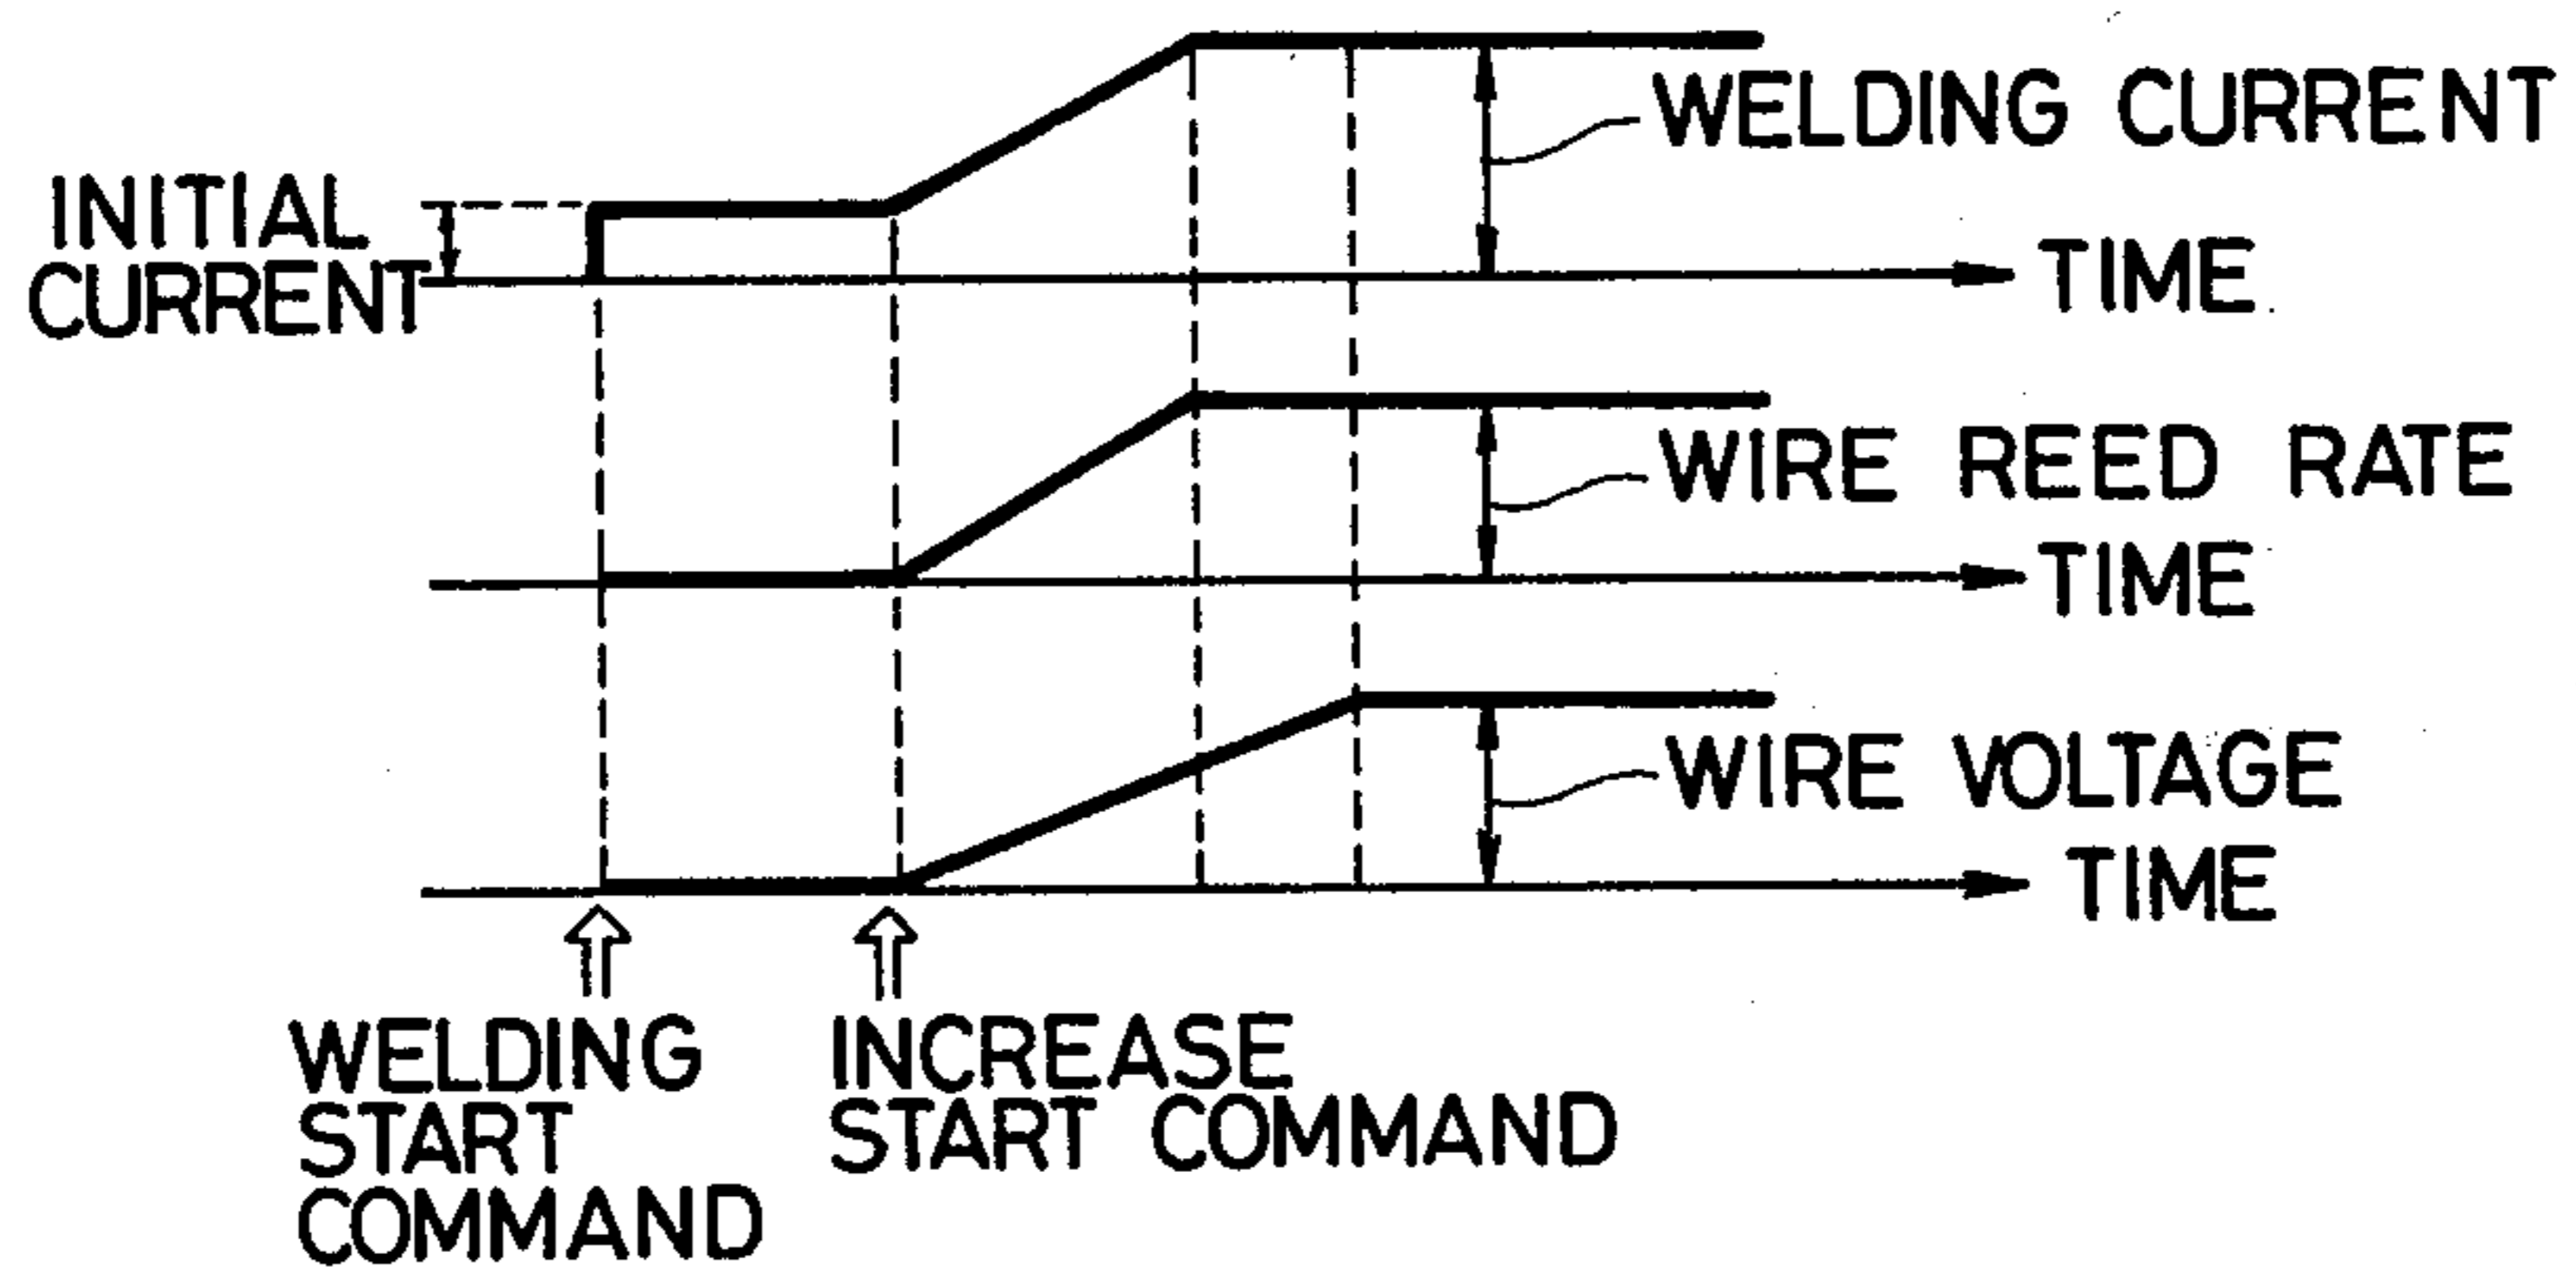 WELDING CURRENT
INITIAL
CURRENT
TIME
WIRE REED RATE
TIME
WIRE VOLTAGE
TIME
WELDING
START
COMMAND
INCREASE
START COMMAND